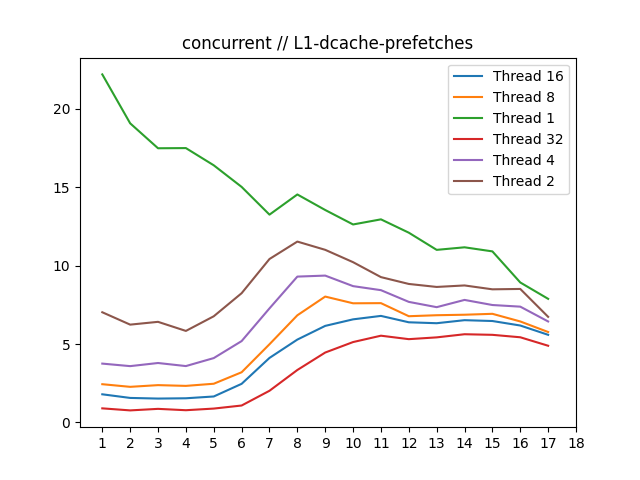 concurrent // L1-dcache-prefetches
Thread 16
Thread 8
Thread 1
Thread 32
Thread 4
Thread 2
20
15
10
5
0
1 2 3 4 5 6 7 8 9 10 11 12 13 14 15 16 17 18